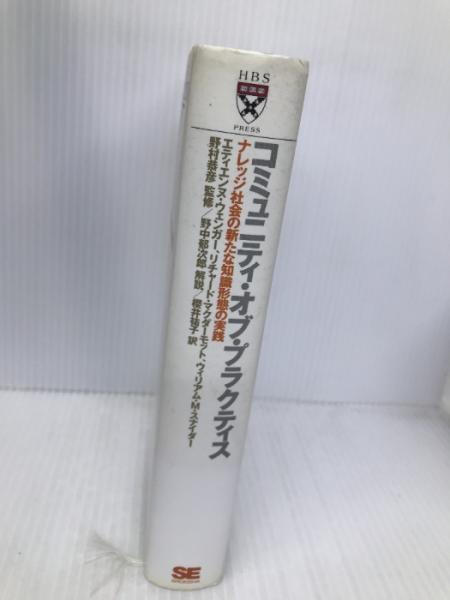 HBS
PRESS
コミュニティ・オブ・プラクティス
ナレッジ社会の新たな知識形態の実践
エティエンヌ・ウェンガー、リチャード・マクダーモット、ウィリアム・M・スナイダー
野村恭彦 監修/野中郁次郎 解説/櫻井祐子 訳
SE
SHOEISHA